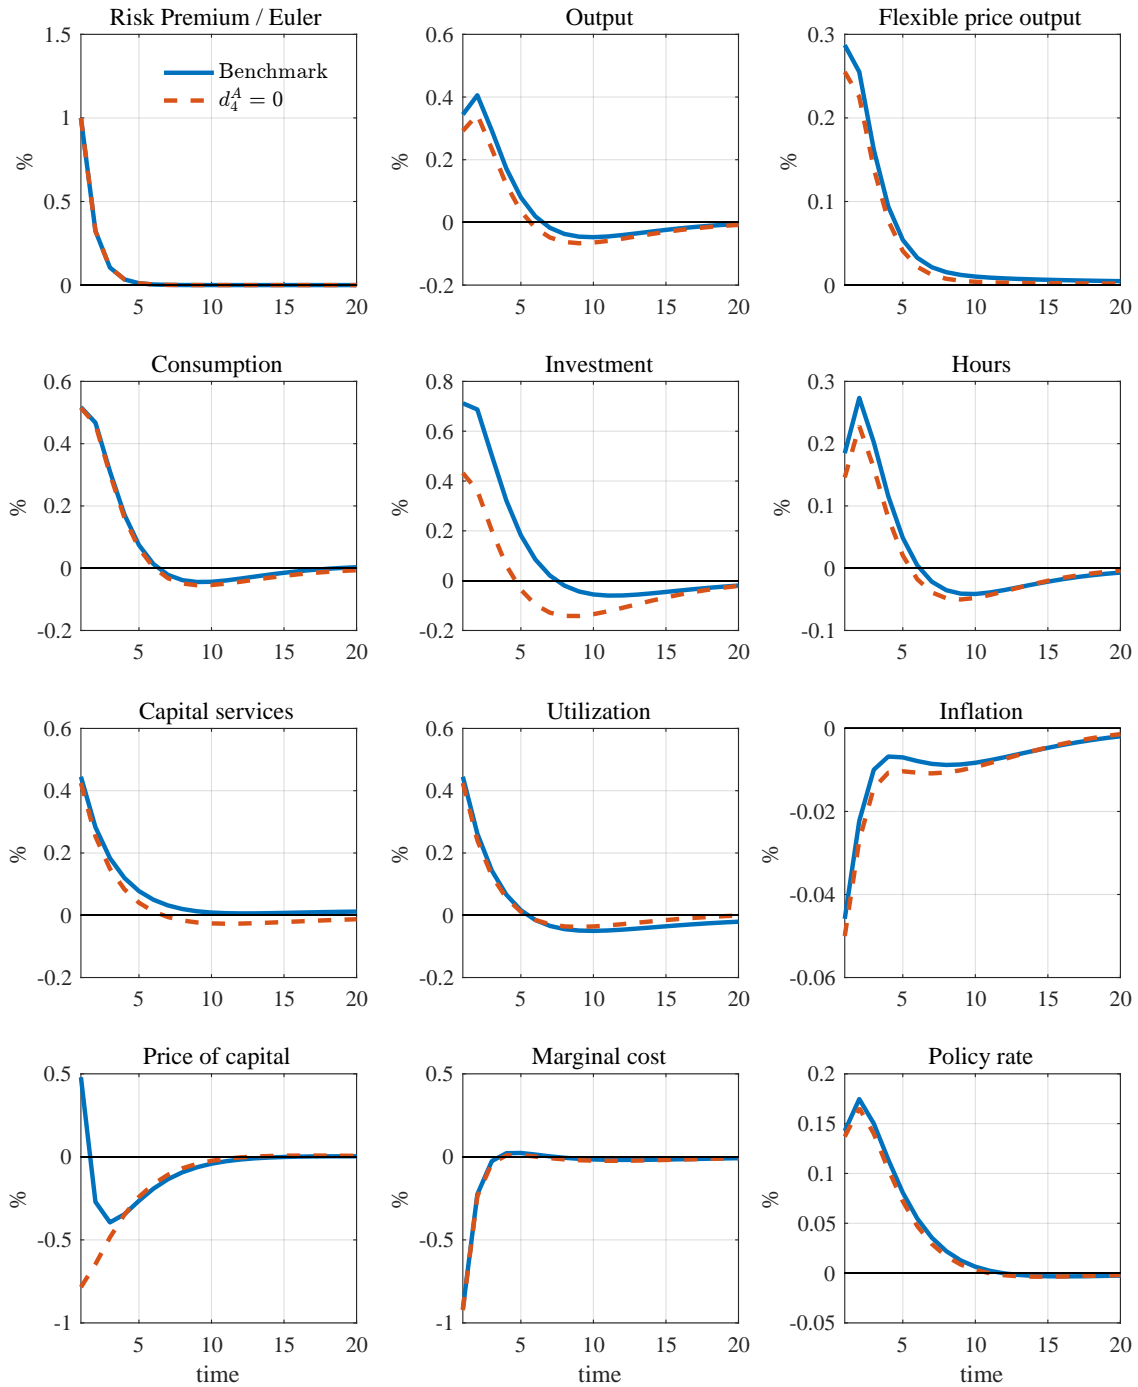 Risk Premium / Euler
1.5
1
0.5
0
%
5 10 15 20
Benchmark
d_4^A = 0
Output
0.6
0.4
0.2
0
-0.2
%
5 10 15 20
Flexible price output
0.3
0.2
0.1
0
%
5 10 15 20
Consumption
0.6
0.4
0.2
0
-0.2
%
5 10 15 20
Investment
0.8
0.6
0.4
0.2
0
-0.2
%
5 10 15 20
Hours
0.3
0.2
0.1
0
-0.1
%
5 10 15 20
Capital services
0.6
0.4
0.2
0
-0.2
%
5 10 15 20
Utilization
0.6
0.4
0.2
0
-0.2
%
5 10 15 20
Inflation
0
-0.02
-0.04
-0.06
%
5 10 15 20
Price of capital
0.5
0
-0.5
-1
%
5 10 15 20
time
Marginal cost
0.5
0
-0.5
-1
%
5 10 15 20
time
Policy rate
0.2
0.15
0.1
0.05
0
-0.05
%
5 10 15 20
time